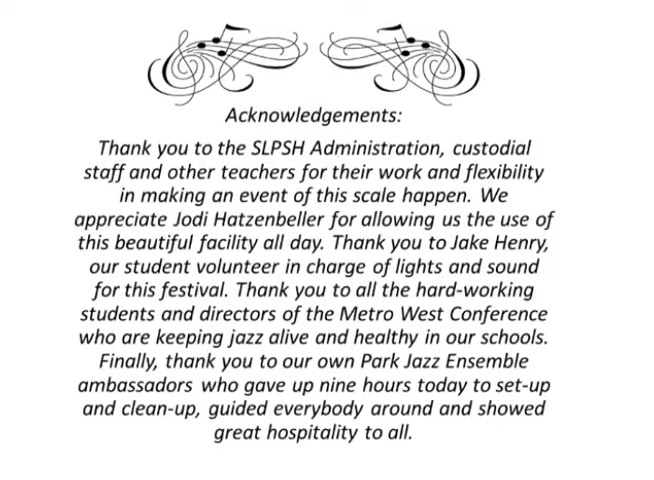 Acknowledgements:
Thank you to the SLPSH Administration, custodial
staff and other teachers for their work and flexibility
in making an event of this scale happen. We
appreciate Jodi Hatzenbeller for allowing us the use of
this beautiful facility all day. Thank you to Jake Henry,
our student volunteer in charge of lights and sound
for this festival. Thank you to all the hard-working
students and directors of the Metro West Conference
who are keeping jazz alive and healthy in our schools.
Finally, thank you to our own Park Jazz Ensemble
ambassadors who gave up nine hours today to set-up
and clean-up, guided everybody around and showed
great hospitality to all.